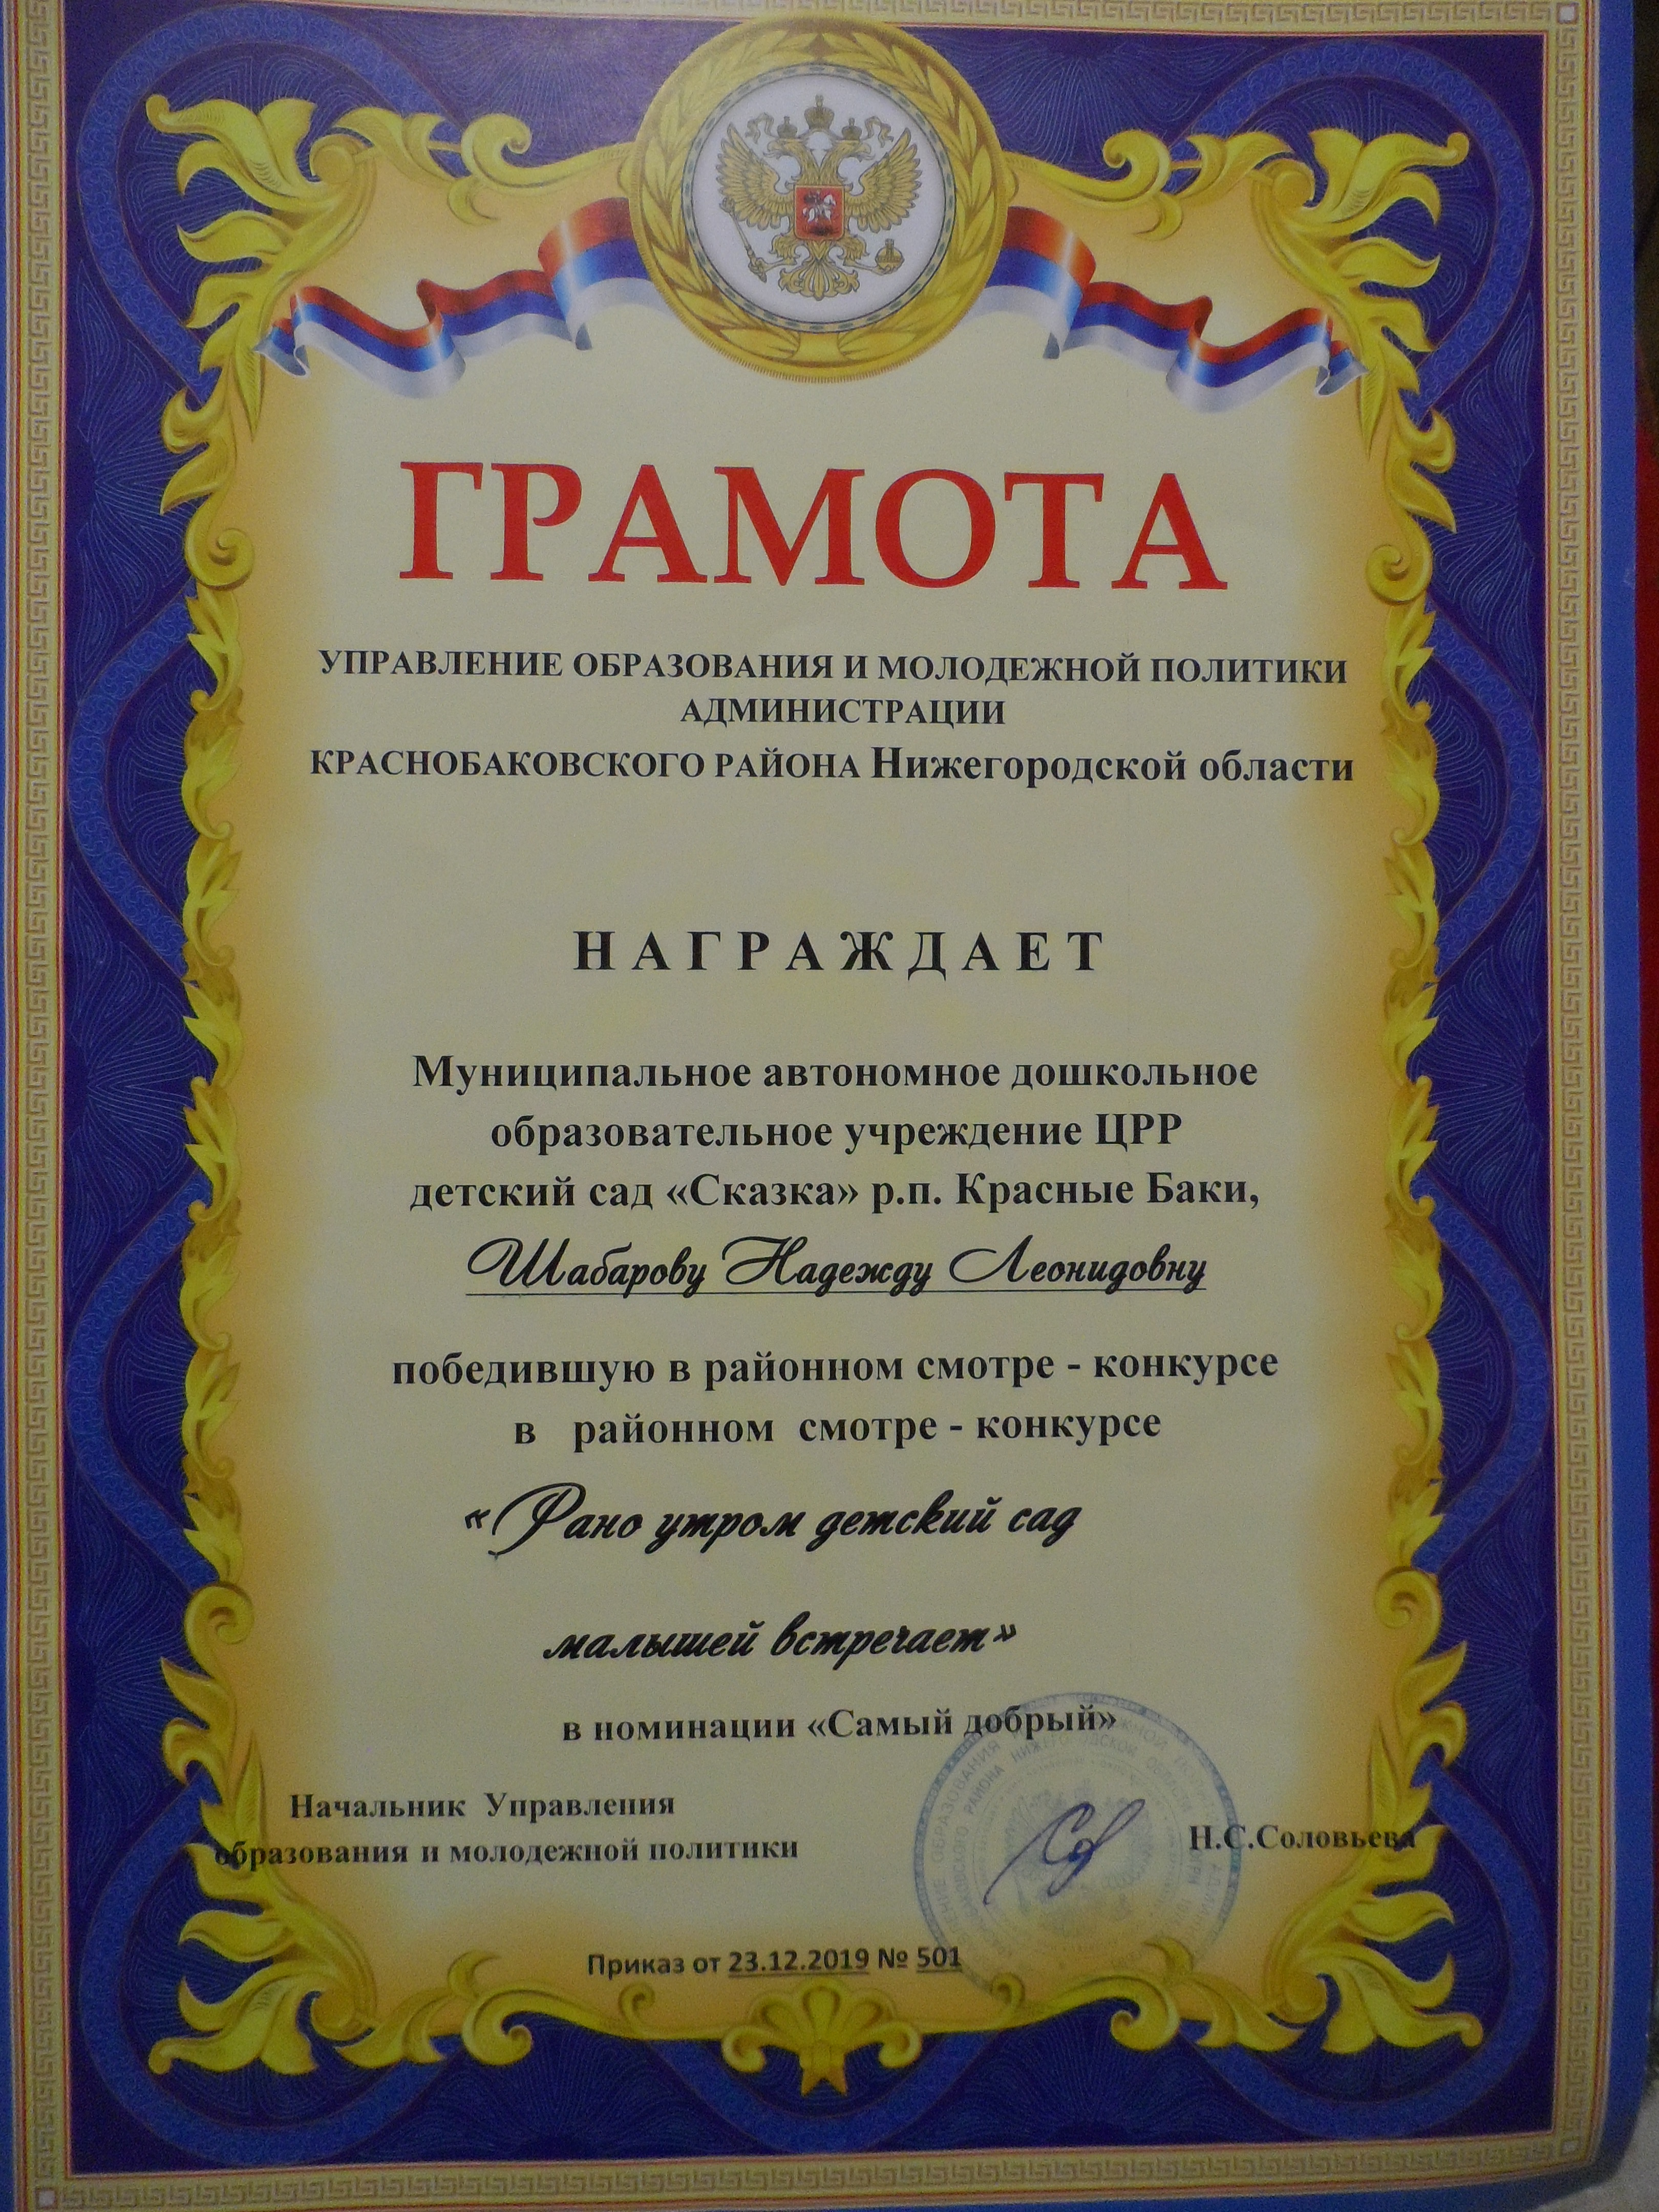 ГРАМОТА
УПРАВЛЕНИЕ ОБРАЗОВАНИЯ И МОЛОДЕЖНОЙ ПОЛИТИКИ
АДМИНИСТРАЦИИ
КРАСНОБАКОВСКОГО РАЙОНА Нижегородской области
НАГРАЖДАЕТ
Муниципальное автономное дошкольное
образовательное учреждение ЦРР
детский сад «Сказка» р.п. Красные Баки,
Шабарову Надежду Леонидовну
победившую в районном смотре - конкурсе
в районном смотре - конкурсе
«Рано утром детский сад
малышей встречает»
в номинации «Самый добрый»
Начальник Управления
образования и молодежной политики
Н.С.Соловьева
Приказ от 23.12.2019 № 501